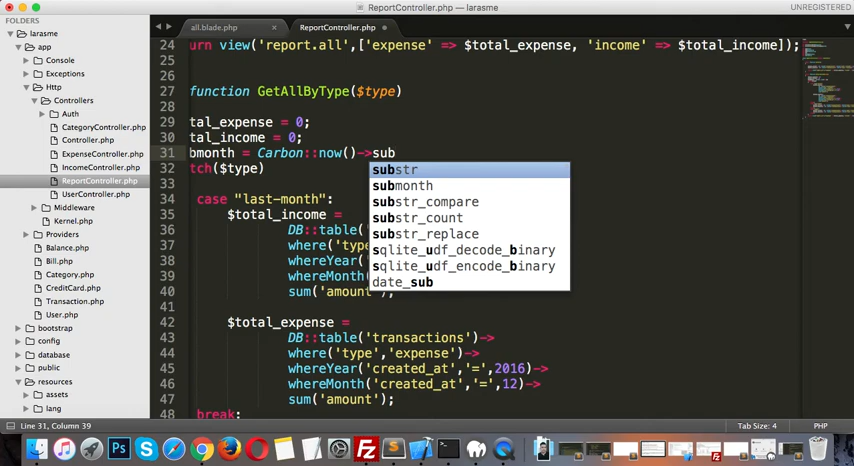 ReportController.php — larasme
UNREGISTERED
FOLDERS
larasme
app
Console
Exceptions
Http
Controllers
Auth
CategoryController.php
Controller.php
ExpenseController.php
IncomeController.php
ReportController.php
UserController.php
Middleware
Kernel.php
Providers
Balance.php
Bill.php
Category.php
CreditCard.php
Transaction.php
User.php
bootstrap
config
database
public
resources
assets
lang
all.blade.php
ReportController.php
24 urn view('report.all',['expense' => $total_expense, 'income' => $total_income]);
25
26
27 function GetAllByType($type)
28
29 tal_expense = 0;
30 tal_income = 0;
31 bmonth = Carbon::now()->sub
32 tch($type)
33
34 case "last-month":
35 $total_income =
36 DB::table('
37 where('type
38 whereYear('
39 whereMonth(
40 sum('amount');
41
42 $total_expense =
43 DB::table('transactions')->
44 where('type','expense')->
45 whereYear('created_at','=',2016)->
46 whereMonth('created_at','=',12)->
47 sum('amount');
48 break;
substr
submonth
substr_compare
substr_count
substr_replace
sqlite_udf_decode_binary
sqlite_udf_encode_binary
date_sub
Line 31, Column 39
Tab Size: 4
PHP